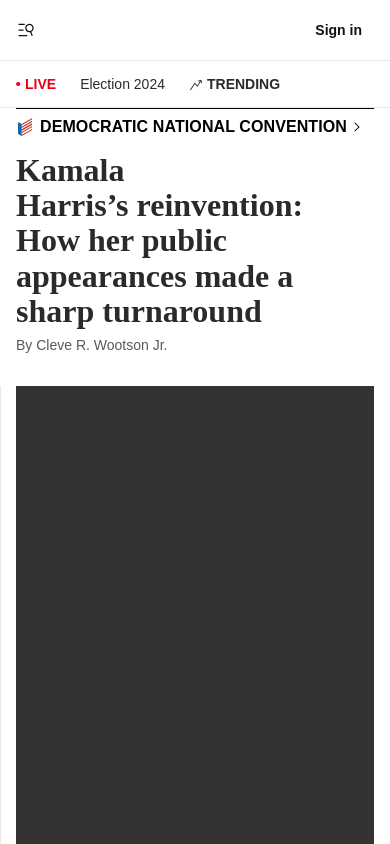 Sign in
LIVE
Election 2024
TRENDING
DEMOCRATIC NATIONAL CONVENTION
Kamala
Harris’s reinvention:
How her public
appearances made a
sharp turnaround
By Cleve R. Wootson Jr.